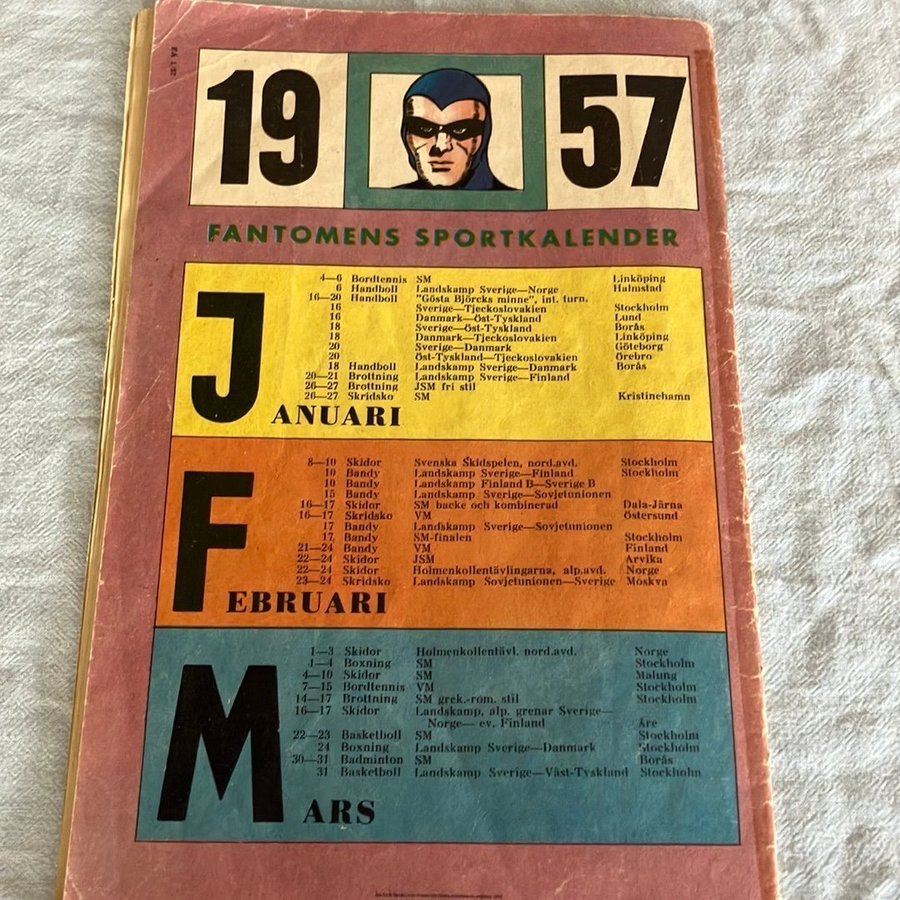 19 57
FANTOMENS SPORTKALENDER
JANUARI
4—6 Bordtennis SM Linköping
6 Handboll Landskamp Sverige—Norge Halmstad
16—20 Handboll "Gösta Björcks minne", int. turn.
16 Sverige—Tjeckoslovakien Stockholm
16 Danmark—Öst-Tyskland Lund
18 Sverige—Öst-Tyskland Borås
18 Danmark—Tjeckoslovakien Linköping
20 Sverige—Danmark Göteborg
20 Öst-Tyskland—Tjeckoslovakien Örebro
18 Handboll Landskamp Sverige—Danmark Borås
20—21 Brottning Landskamp Sverige—Finland
26—27 Brottning JSM fri stil
26—27 Skridsko SM Kristinehamn
FEBRUARI
8—10 Skidor Svenska Skidspelen, nord.avd. Stockholm
10 Bandy Landskamp Sverige—Finland Stockholm
10 Bandy Landskamp Finland B—Sverige B
15 Bandy Landskamp Sverige—Sovjetunionen
16—17 Skidor SM backe och kombinerad Dala-Järna
16—17 Skridsko VM Östersund
17 Bandy Landskamp Sverige—Sovjetunionen
17 Bandy SM-finalen Stockholm
21—24 Bandy VM Finland
22—24 Skidor JSM Arvika
22—24 Skidor Holmenkollentävlingarna, alp.avd. Norge
23—24 Skridsko Landskamp Sovjetunionen—Sverige Moskva
MARS
1—3 Skidor Holmenkollentävl. nord.avd. Norge
1—4 Boxning SM Stockholm
4—10 Skidor SM Malung
7—15 Bordtennis VM Stockholm
14—17 Brottning SM grek.-rom. stil Stockholm
16—17 Skidor Landskamp, alp. grenar Sverige—
Norge— ev. Finland Åre
22—23 Basketboll SM Stockholm
24 Boxning Landskamp Sverige—Danmark Stockholm
30—31 Badminton SM Borås
31 Basketboll Landskamp Sverige—Väst-Tyskland Stockholm